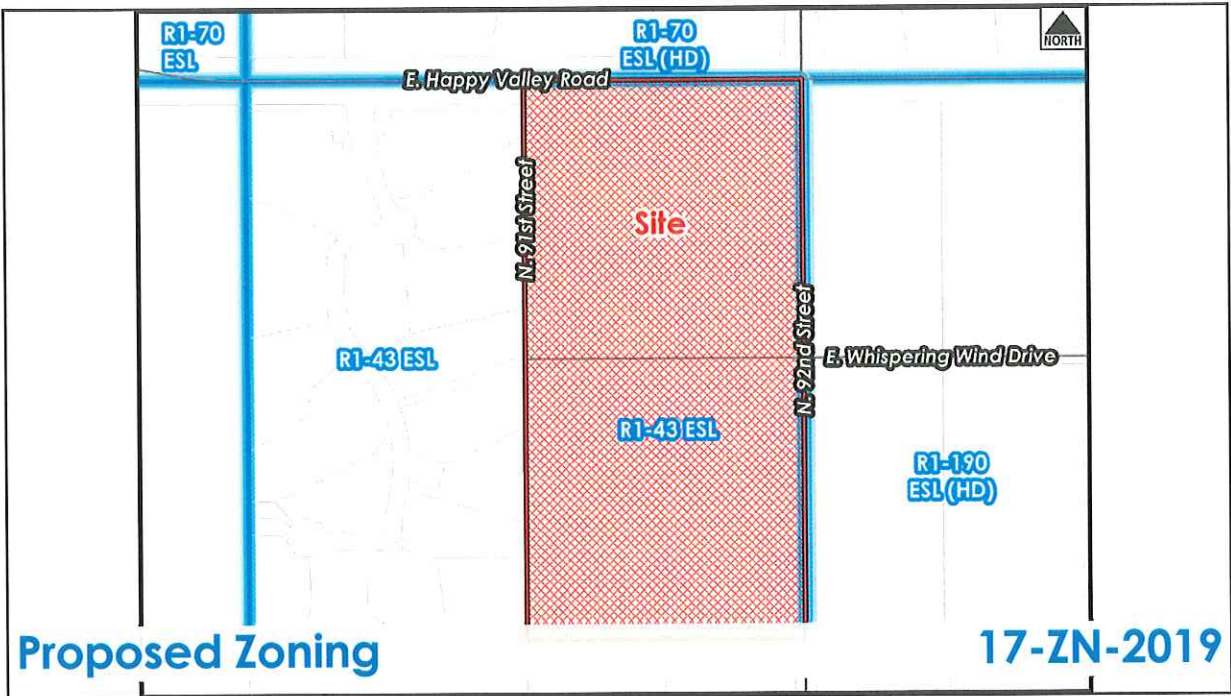 R1-70
ESL
R1-70
ESL (HD)
NORTH
E. Happy Valley Road
N. 91st Street
Site
R1-43 ESL
N. 92nd Street
E. Whispering Wind Drive
R1-43 ESL
R1-190
ESL (HD)
Proposed Zoning
17-ZN-2019